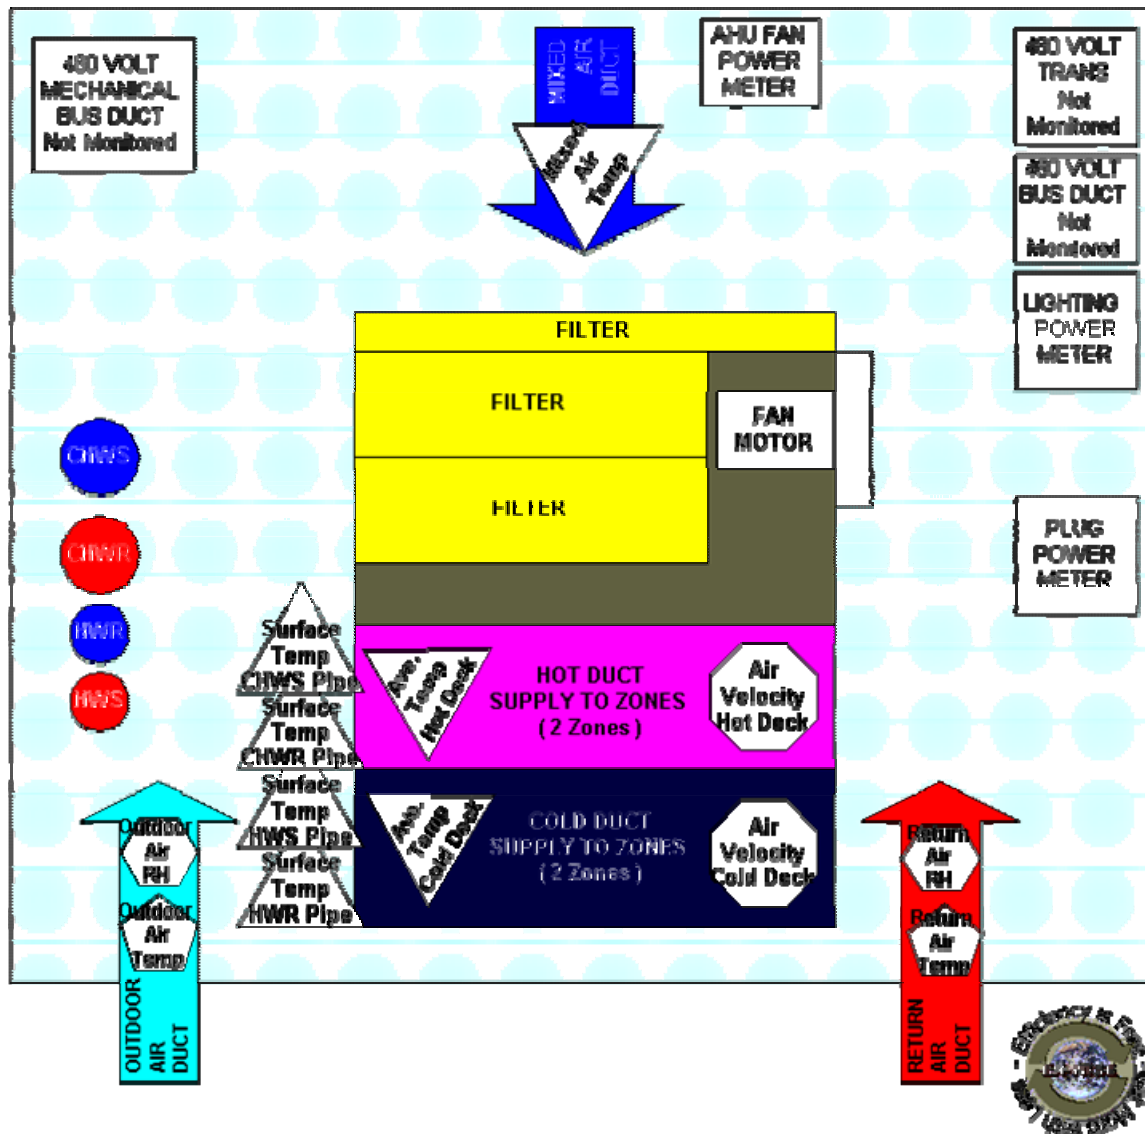 480 VOLT
MECHANICAL
BUS DUCT
Not Monitored
MIXED
AIR
DUCT
Mixed
Air
Temp
AHU FAN
POWER
METER
480 VOLT
TRANS
Not
Monitored
480 VOLT
BUS DUCT
Not
Monitored
LIGHTING
POWER
METER
FILTER
FILTER
FAN
MOTOR
FILTER
PLUG
POWER
METER
CHWS
CHWR
HWR
HWS
Surface
Temp
CHWS Pipe
Surface
Temp
CHWR Pipe
Surface
Temp
HWS Pipe
Surface
Temp
HWR Pipe
Ave.
Temp
Hot Deck
HOT DUCT
SUPPLY TO ZONES
( 2 Zones )
Air
Velocity
Hot Deck
Ave.
Temp
Cold Deck
COLD DUCT
SUPPLY TO ZONES
( 2 Zones )
Air
Velocity
Cold Deck
Outdoor
Air
RH
Outdoor
Air
Temp
OUTDOOR
AIR
DUCT
Return
Air
RH
Return
Air
Temp
RETURN
AIR
DUCT
Efficiency is